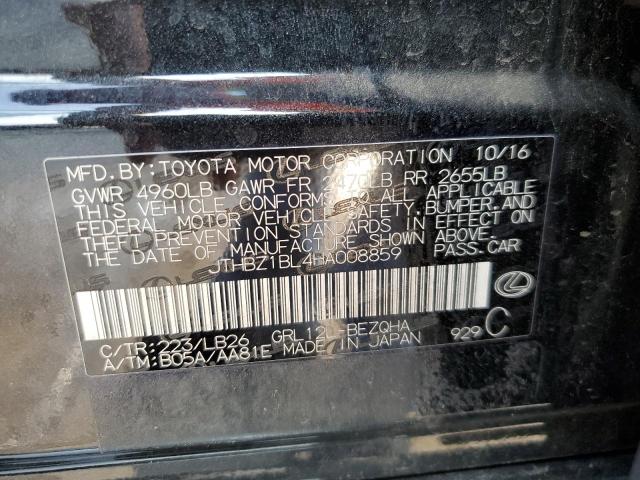 MFD. BY: TOYOTA MOTOR CORPORATION 10/16
GVWR 4960LB GAWR FR 2470LB RR 2655LB
THIS VEHICLE CONFORMS TO ALL APPLICABLE
FEDERAL MOTOR VEHICLE SAFETY, BUMPER, AND
THEFT PREVENTION STANDARDS IN EFFECT ON
THE DATE OF MANUFACTURE SHOWN ABOVE.
JTHBZ1BL4HA008859 PASS.CAR
C/TR: 223/LB26 GRL12L-BEZQHA 929 C
A/TM: B05A/AA81E MADE IN JAPAN